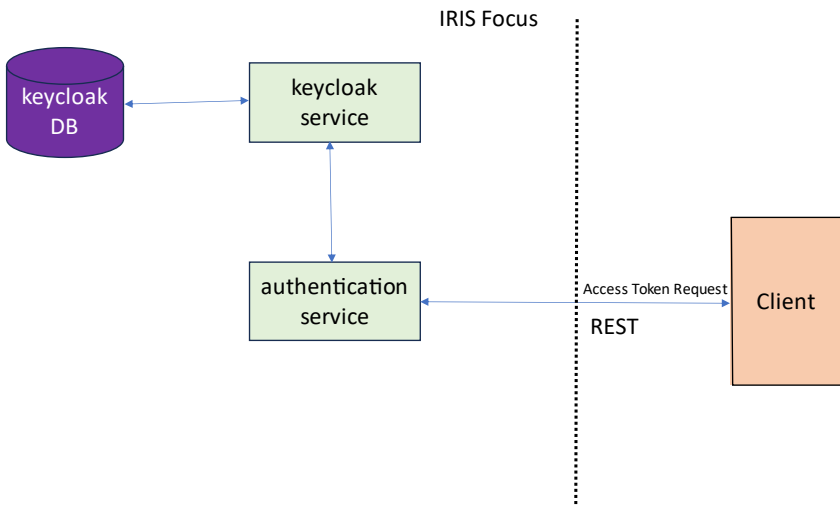 IRIS Focus
keycloak
DB
keycloak
service
authentication
service
Access Token Request
REST
Client